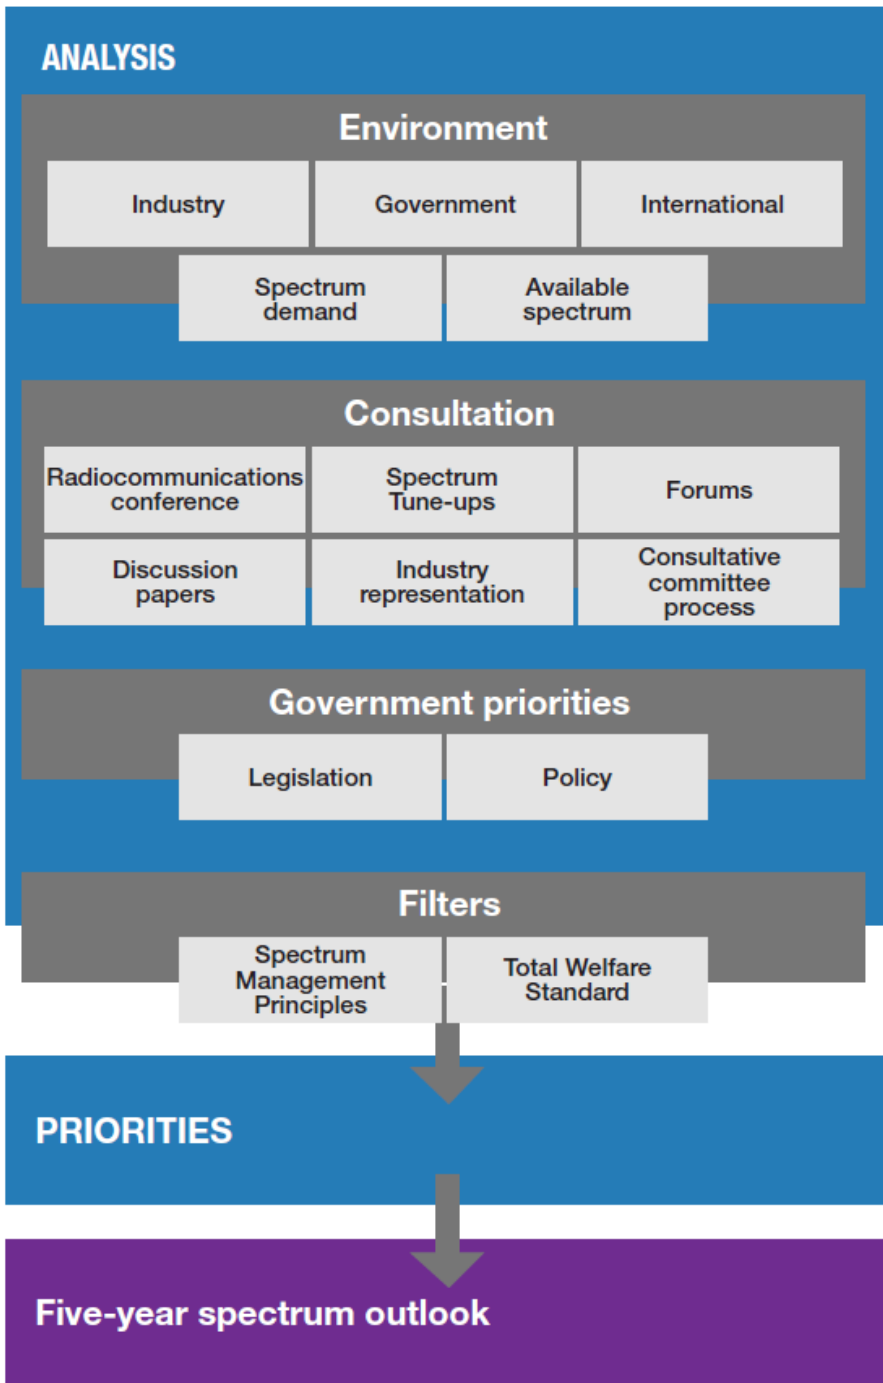 ANALYSIS
Environment
Industry
Government
International
Spectrum
demand
Available
spectrum
Consultation
Radiocommunications
conference
Spectrum
Tune-ups
Forums
Discussion
papers
Industry
representation
Consultative
committee
process
Government priorities
Legislation
Policy
Filters
Spectrum
Management
Principles
Total Welfare
Standard
PRIORITIES
Five-year spectrum outlook